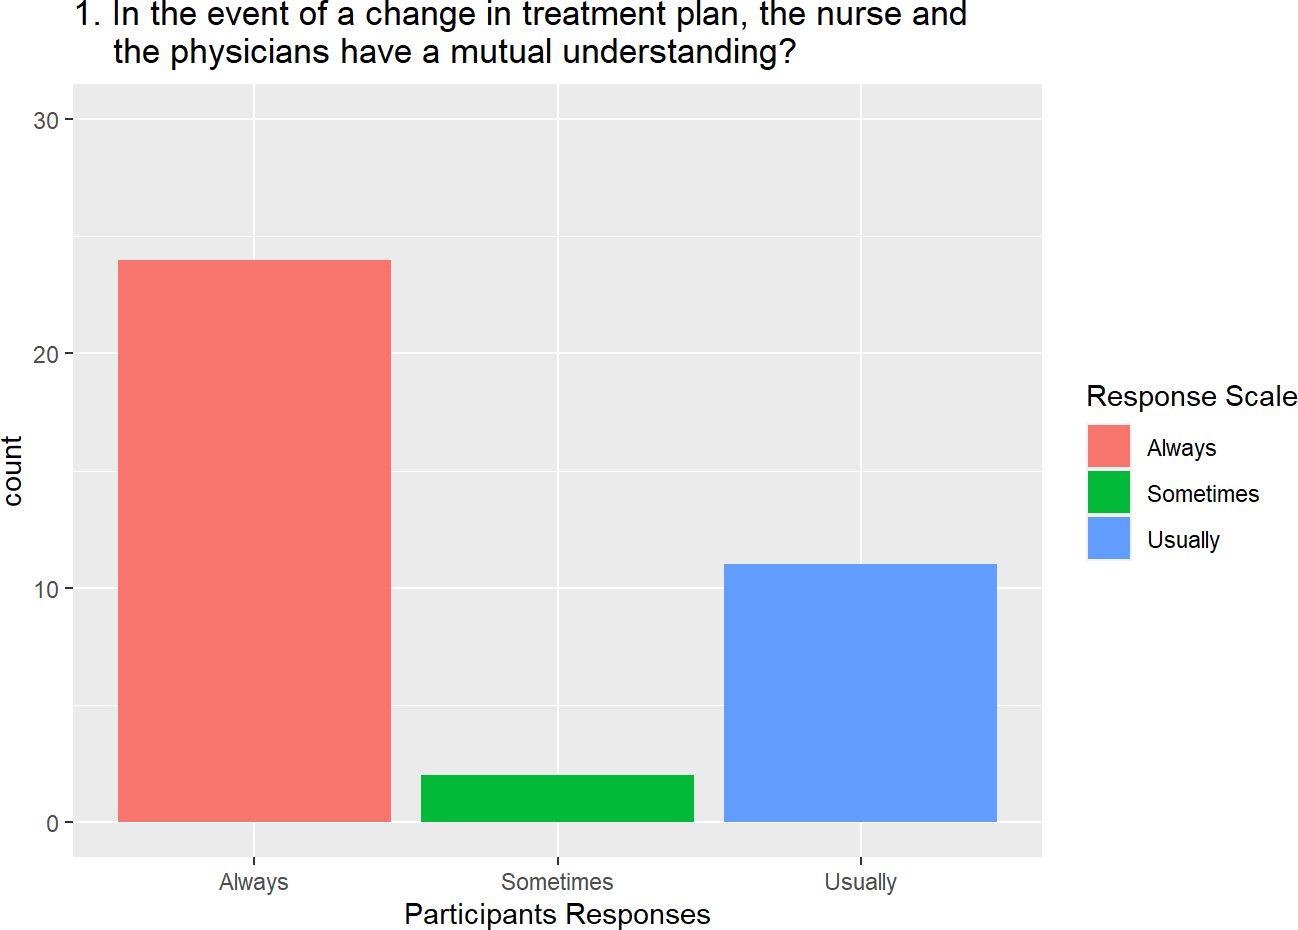 1. In the event of a change in treatment plan, the nurse and
the physicians have a mutual understanding?
30
20
10
0
count
Always
Sometimes
Usually
Participants Responses
Response Scale
Always
Sometimes
Usually